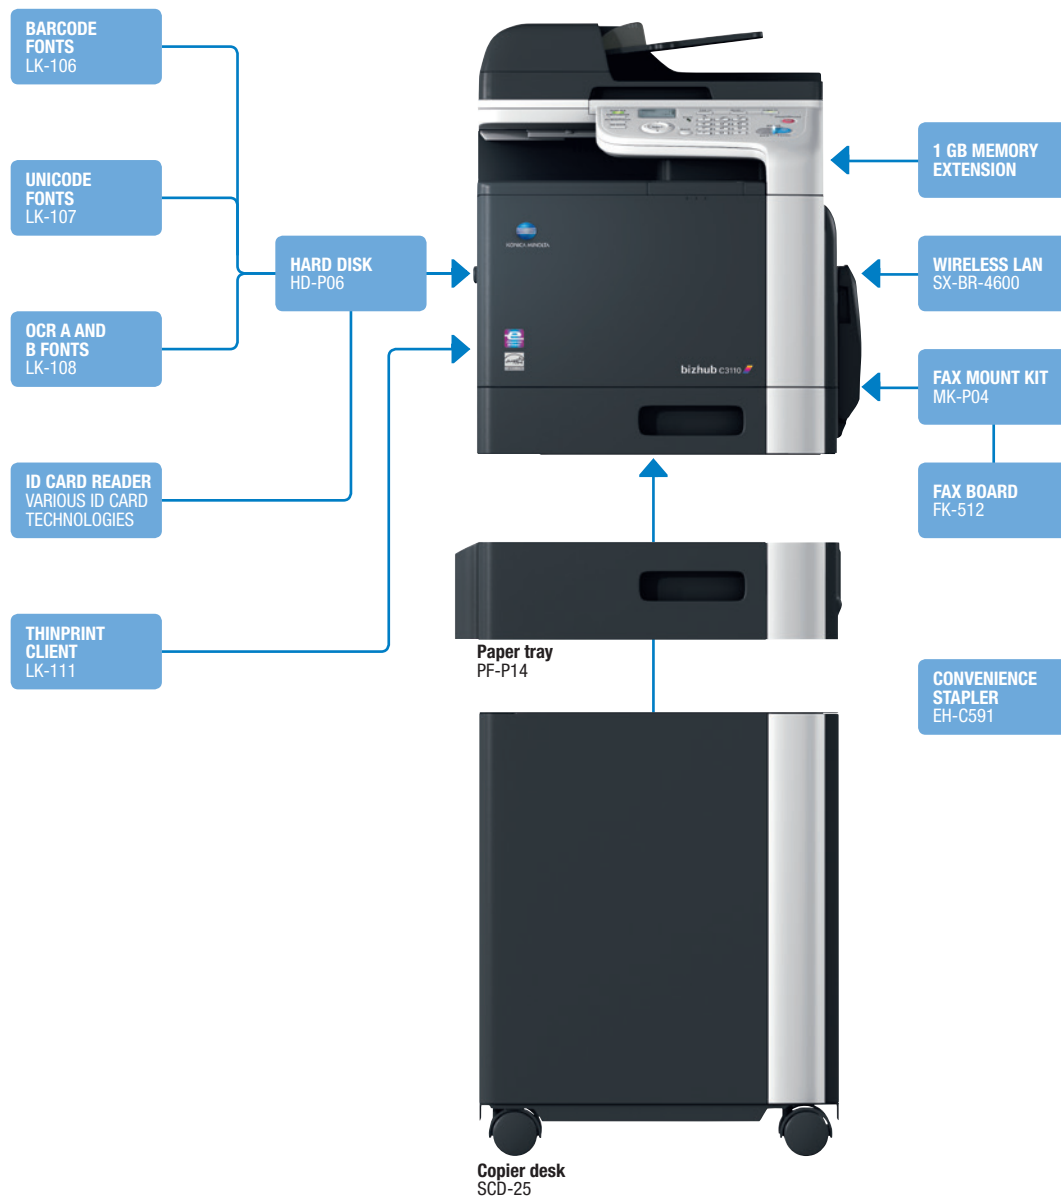 BARCODE
FONTS
LK-106
UNICODE
FONTS
LK-107
OCR A AND
B FONTS
LK-108
ID CARD READER
VARIOUS ID CARD
TECHNOLOGIES
THINPRINT
CLIENT
LK-111
HARD DISK
HD-P06
KONICA MINOLTA
bizhub C3110
1 GB MEMORY
EXTENSION
WIRELESS LAN
SX-BR-4600
FAX MOUNT KIT
MK-P04
FAX BOARD
FK-512
CONVENIENCE
STAPLER
EH-C591
Paper tray
PF-P14
Copier desk
SCD-25